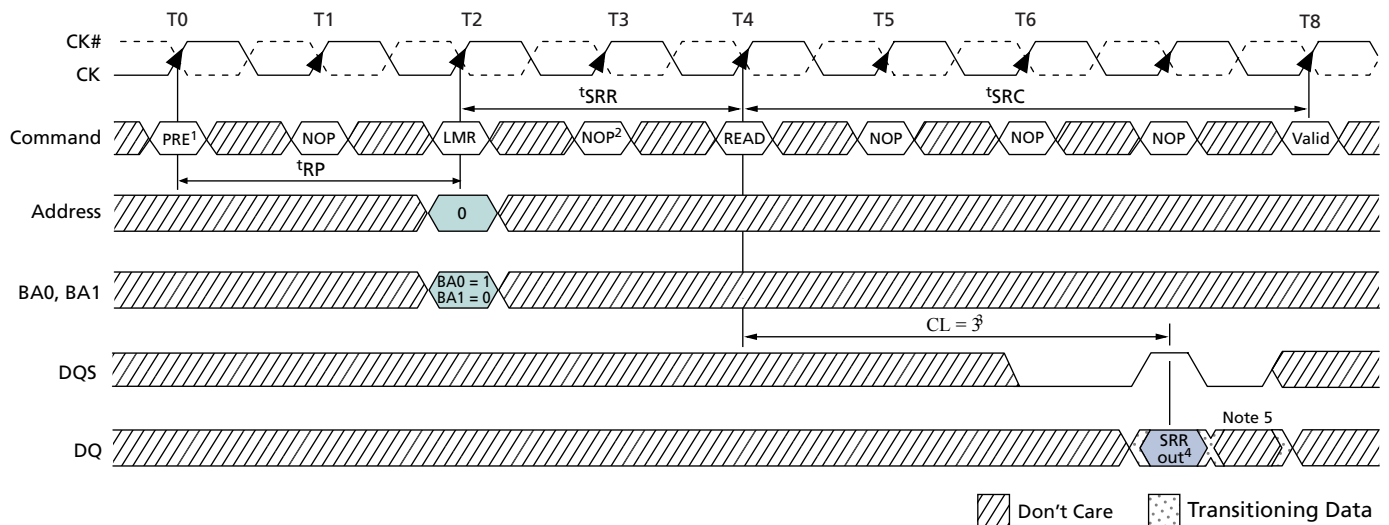 T0 T1 T2 T3 T4 T5 T6 T8
CK#
CK
tSRR tSRC
Command PRE1 NOP LMR NOP2 READ NOP NOP NOP Valid
tRP
Address 0
BA0, BA1 BA0 = 1
BA1 = 0
CL = 33
DQS
Note 5
DQ SRR
out4
Don't Care Transitioning Data